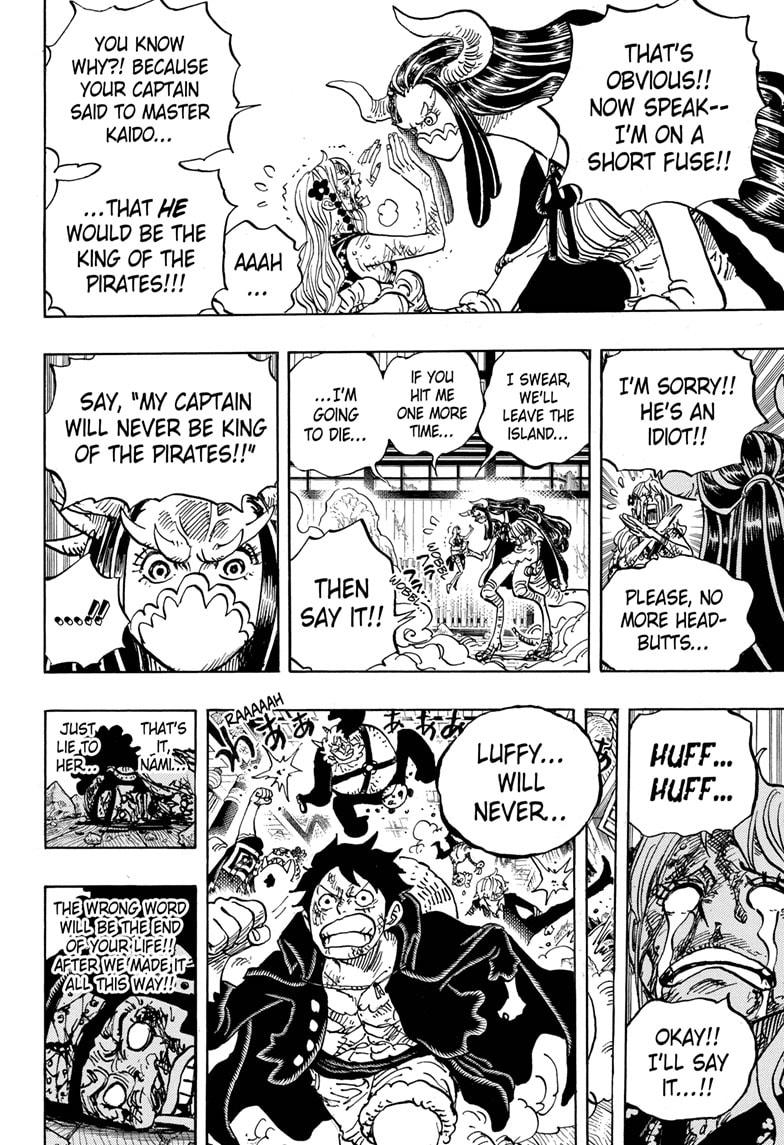 THAT'S
OBVIOUS!!
NOW SPEAK--
I'M ON A
SHORT FUSE!!
YOU KNOW
WHY?! BECAUSE
YOUR CAPTAIN
SAID TO MASTER
KAIDO...
...THAT HE
WOULD BE THE
KING OF THE
PIRATES!!!
AAAH
...
I'M SORRY!!
HE'S AN
IDIOT!!
PLEASE, NO
MORE HEAD-
BUTTS...
I SWEAR,
WE'LL
LEAVE THE
ISLAND...
IF YOU
HIT ME
ONE MORE
TIME...
...I'M
GOING
TO DIE...
NOBBL
NOBBL
THEN
SAY IT!!
SAY, "MY CAPTAIN
WILL NEVER BE KING
OF THE PIRATES!!"
....!!
HUFF...
HUFF...
OKAY!!
I'LL SAY
IT...!!
RAAAAAH
LUFFY...
WILL
NEVER...
THAT'S
IT,
NAMI...
JUST
LIE TO
HER...
THE WRONG WORD
WILL BE THE END
OF YOUR LIFE!!
AFTER WE MADE IT
ALL THIS WAY!!